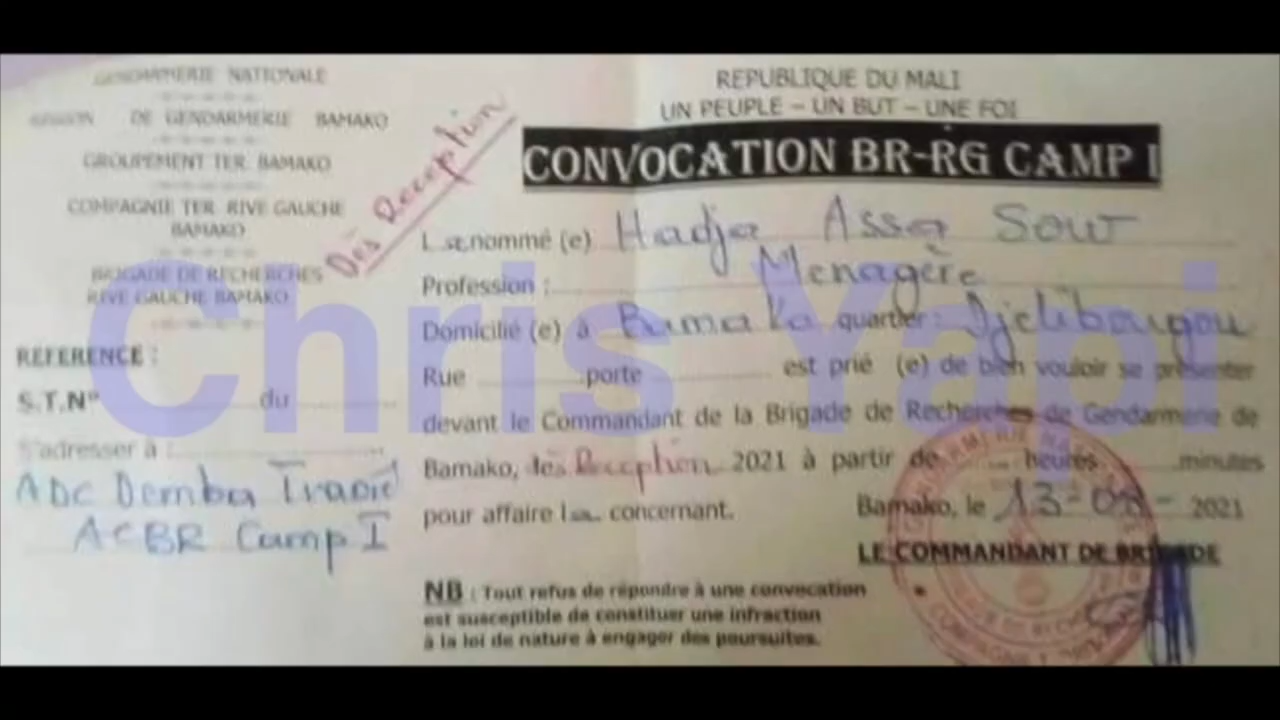 GENDARMERIE NATIONALE
REGION DE GENDARMERIE BAMAKO
GROUPEMENT TER. BAMAKO
COMPAGNIE TER RIVE GAUCHE
BAMAKO
BRIGADE DE RECHERCHES
RIVE GAUCHE BAMAKO
REFERENCE :
S.T.N° du
S'adresser à :
ADC Demba Traoré
ACBR Camp I
Dès Reception
REPUBLIQUE DU MALI
UN PEUPLE – UN BUT – UNE FOI
CONVOCATION BR-RG CAMP I
nommé (e) Hadja Assa Sow
Profession : Menagère
Domicilié (e) à Bamako quartier: Djelibougou
Rue porte est prié (e) de bien vouloir se présenter
devant le Commandant de la Brigade de Recherches de Gendarmerie de
Bamako, dès Reception 2021 à partir de heures minutes
pour affaire la concernant.
Bamako, le 13-08- 2021
LE COMMANDANT DE BRIGADE
NB : Tout refus de répondre à une convocation
est susceptible de constituer une infraction
à la loi de nature à engager des poursuites.
Chris Yapi